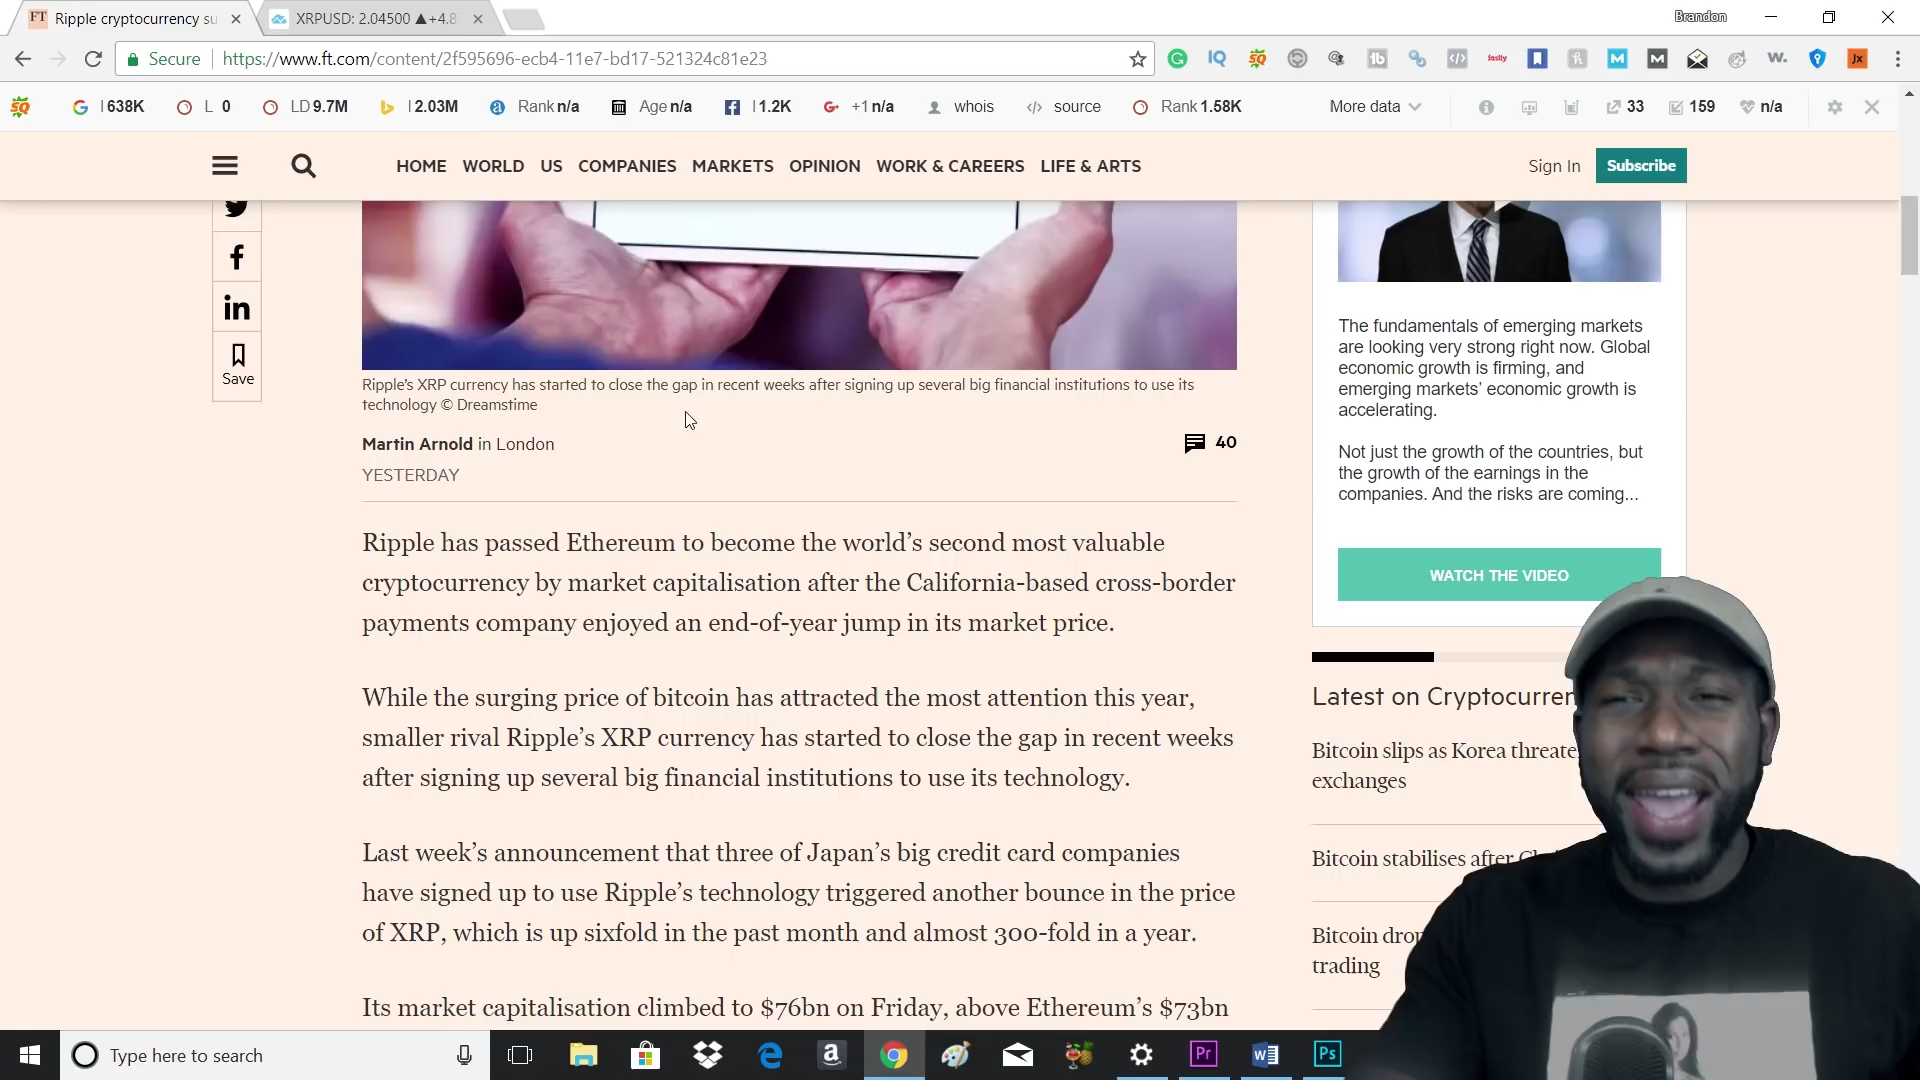 FT Ripple cryptocurrency su
XRPUSD: 2.04500 ▲+4.8
Brandon
Secure https://www.ft.com/content/2f595696-ecb4-11e7-bd17-521324c81e23
I 638K L 0 LD 9.7M I 2.03M Rank n/a Age n/a I 1.2K +1 n/a whois source Rank 1.58K More data 33 159 n/a
HOME WORLD US COMPANIES MARKETS OPINION WORK & CAREERS LIFE & ARTS Sign In Subscribe
Save
Ripple's XRP currency has started to close the gap in recent weeks after signing up several big financial institutions to use its
technology © Dreamstime
Martin Arnold in London
40
YESTERDAY
Ripple has passed Ethereum to become the world's second most valuable
cryptocurrency by market capitalisation after the California-based cross-border
payments company enjoyed an end-of-year jump in its market price.
While the surging price of bitcoin has attracted the most attention this year,
smaller rival Ripple's XRP currency has started to close the gap in recent weeks
after signing up several big financial institutions to use its technology.
Last week's announcement that three of Japan's big credit card companies
have signed up to use Ripple's technology triggered another bounce in the price
of XRP, which is up sixfold in the past month and almost 300-fold in a year.
Its market capitalisation climbed to $76bn on Friday, above Ethereum's $73bn
The fundamentals of emerging markets
are looking very strong right now. Global
economic growth is firming, and
emerging markets' economic growth is
accelerating.
Not just the growth of the countries, but
the growth of the earnings in the
companies. And the risks are coming...
WATCH THE VIDEO
Latest on Cryptocurren
Bitcoin slips as Korea threate
exchanges
Bitcoin stabilises after
Bitcoin drop
trading
Type here to search